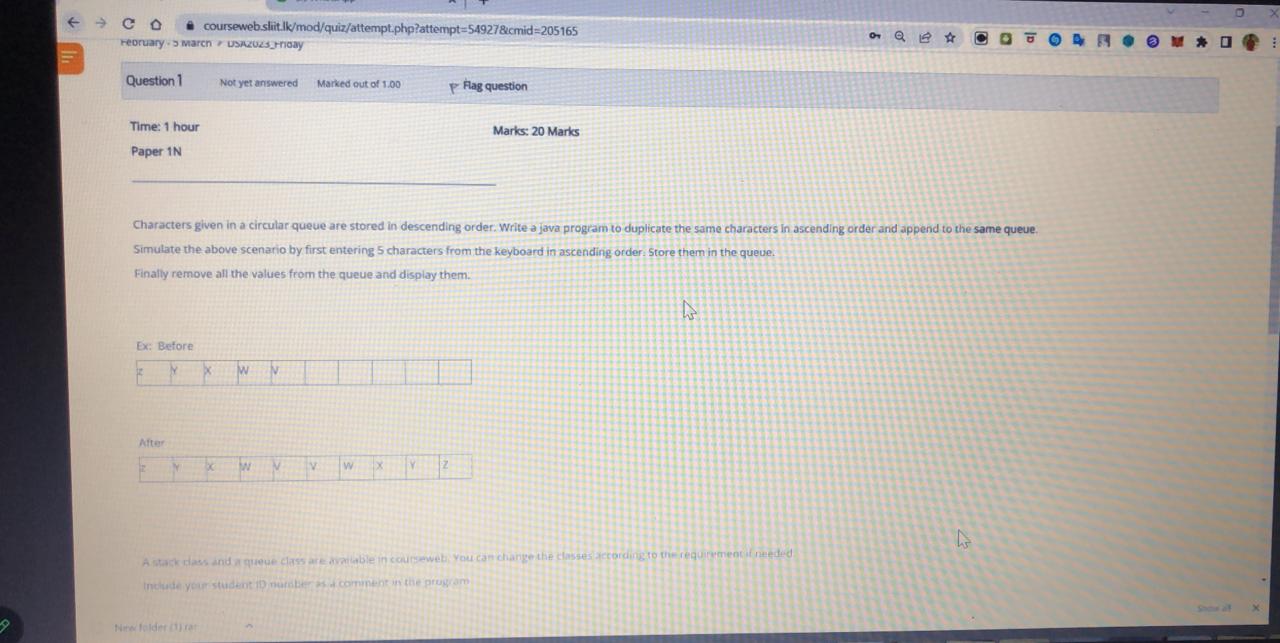 courseweb.sliit.lk/mod/quiz/attempt.php?attempt=54927&cmid=205165
February - 5 March > DSA2023_Friday
Question 1 Not yet answered Marked out of 1.00 Flag question
Time: 1 hour Marks: 20 Marks
Paper 1N
Characters given in a circular queue are stored in descending order. Write a java program to duplicate the same characters in ascending order and append to the same queue.
Simulate the above scenario by first entering 5 characters from the keyboard in ascending order. Store them in the queue.
Finally remove all the values from the queue and display them.
Ex: Before
Z Y X W V
After
Z Y X W V V W X Y Z
A stack class and a queue class are available in courseweb. You can change the classes according to the requirement if needed.
Include your student ID number as a comment in the program
Show all
New folder (1).rar